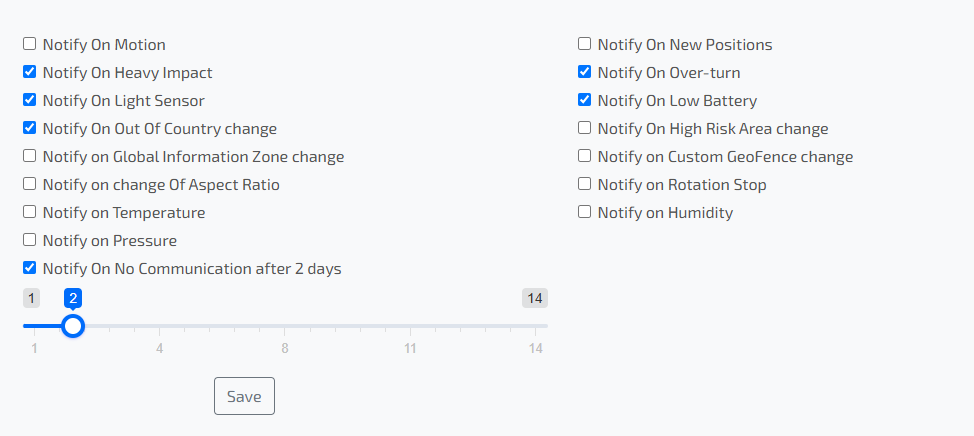 Notify On Motion
Notify On New Positions
Notify On Heavy Impact
Notify On Over-turn
Notify On Light Sensor
Notify On Low Battery
Notify On Out Of Country change
Notify On High Risk Area change
Notify on Global Information Zone change
Notify on Custom GeoFence change
Notify on change Of Aspect Ratio
Notify on Rotation Stop
Notify on Temperature
Notify on Humidity
Notify on Pressure
Notify On No Communication after 2 days
1 2 14
1 4 8 11 14
Save